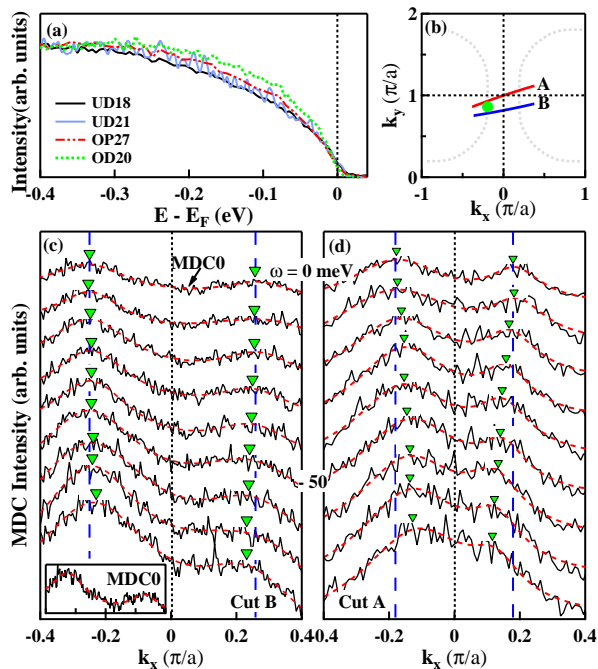 (a)
Intensity(arb. units)
UD18
UD21
OP27
OD20
-0.4 -0.3 -0.2 -0.1 0
E - E_F (eV)
(b)
k_y (π/a)
2
1
0
A
B
-1 0 1
k_x (π/a)
(c)
MDC0
ω = 0 meV
(d)
MDC Intensity (arb. units)
- 50
MDC0
Cut B
Cut A
-0.4 -0.2 0 0.2 0.4
k_x (π/a)
-0.4 -0.2 0 0.2 0.4
k_x (π/a)